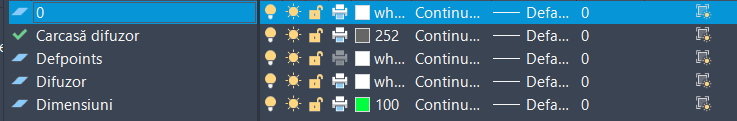 0 wh... Continu... Defa... 0
Carcasă difuzor 252 Continu... Defa... 0
Defpoints wh... Continu... Defa... 0
Difuzor wh... Continu... Defa... 0
Dimensiuni 100 Continu... Defa... 0